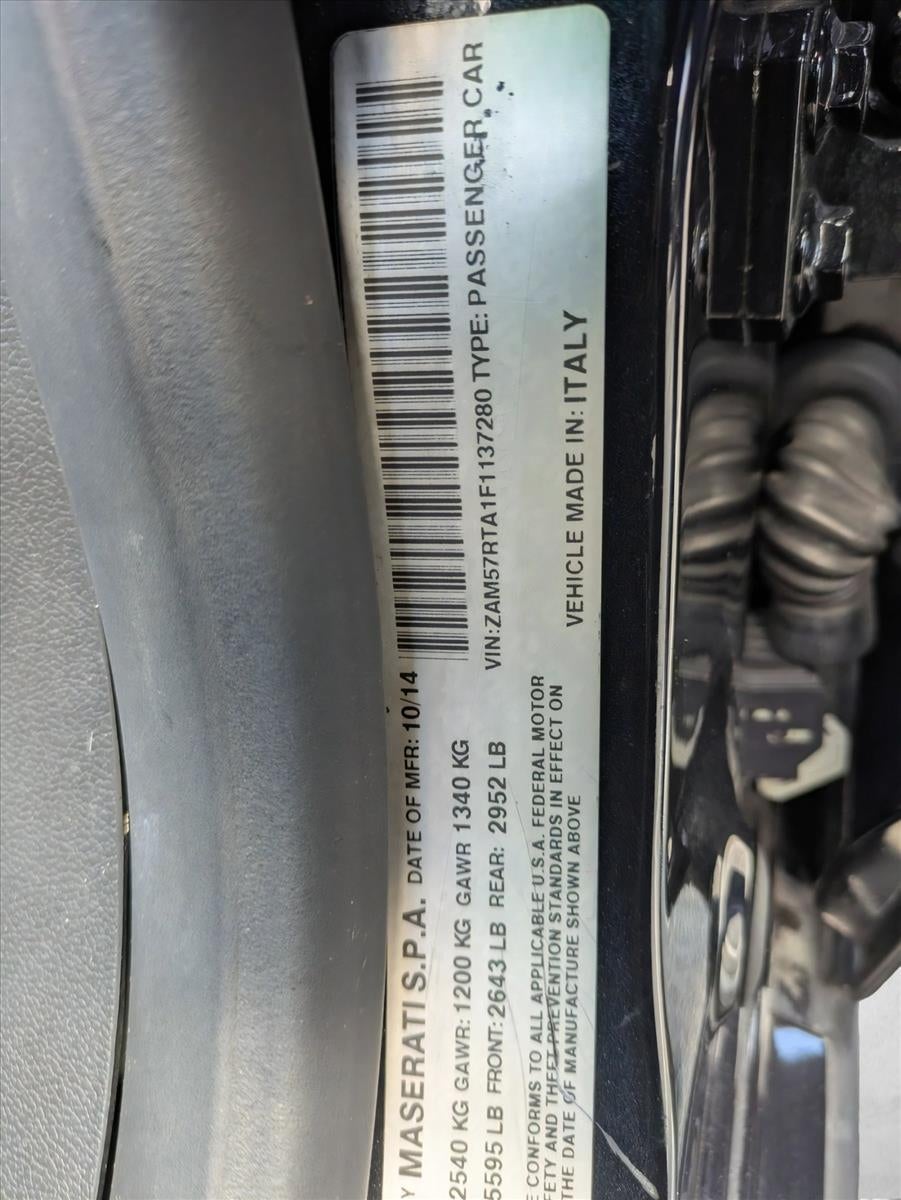 Y MASERATI S.P.A. DATE OF MFR: 10/14
2540 KG GAWR: 1200 KG GAWR 1340 KG
5595 LB FRONT: 2643 LB REAR: 2952 LB
VIN:ZAM57RTA1F1137280 TYPE: PASSENGER CAR
E CONFORMS TO ALL APPLICABLE U.S.A. FEDERAL MOTOR
FETY AND THEFT PREVENTION STANDARDS IN EFFECT ON
THE DATE OF MANUFACTURE SHOWN ABOVE
VEHICLE MADE IN: ITALY